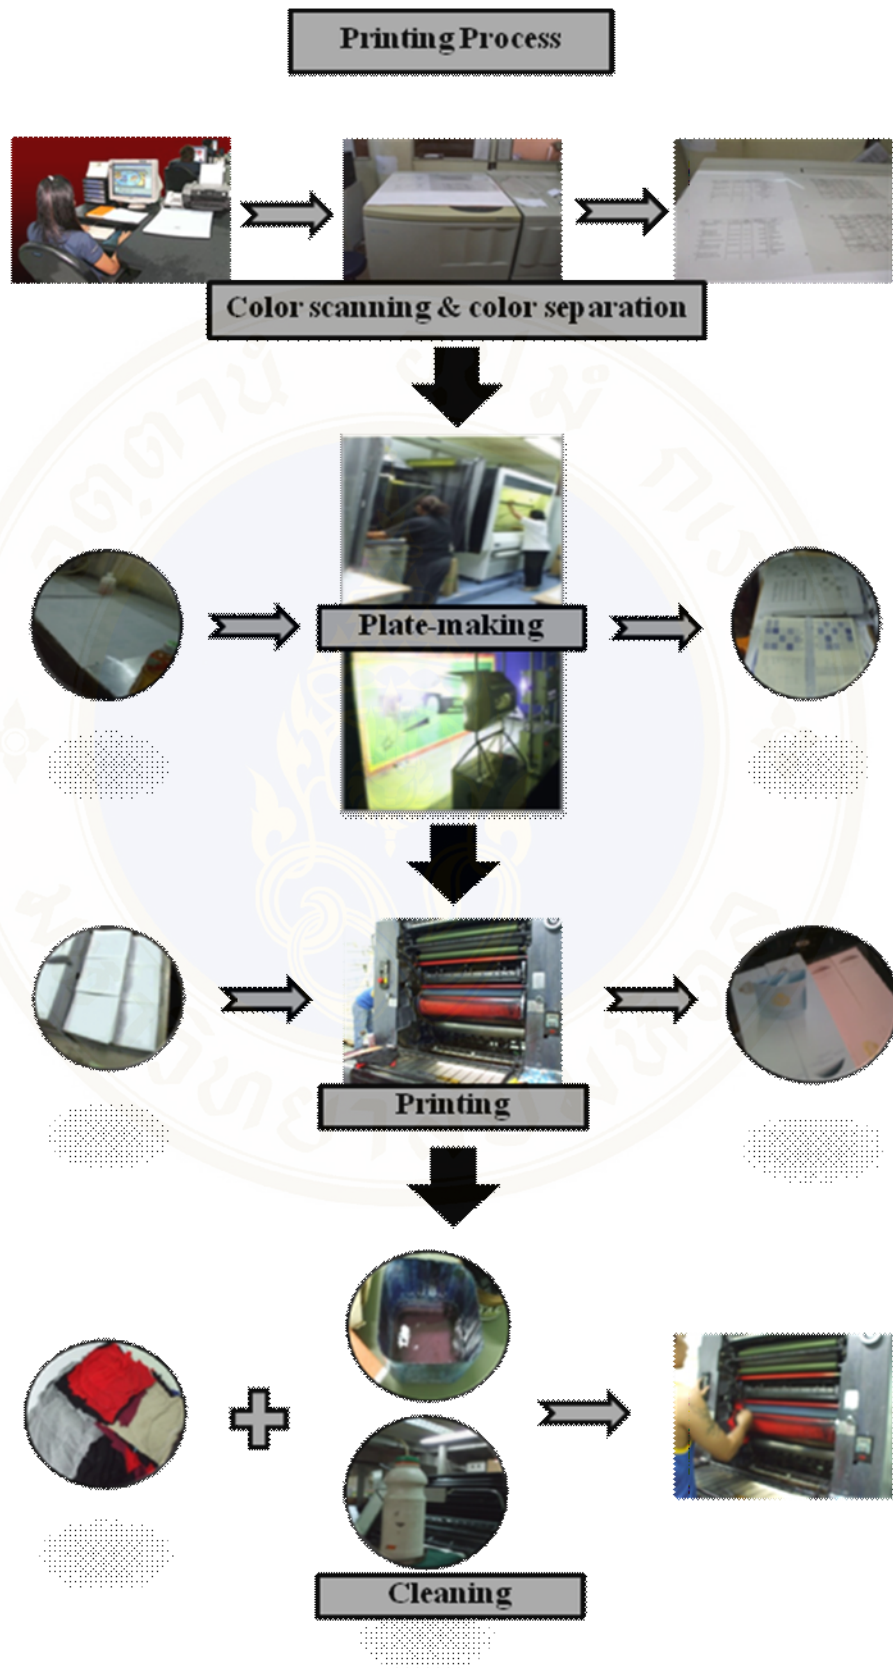 Printing Process
Color scanning & color separation
Plate-making
Printing
Cleaning